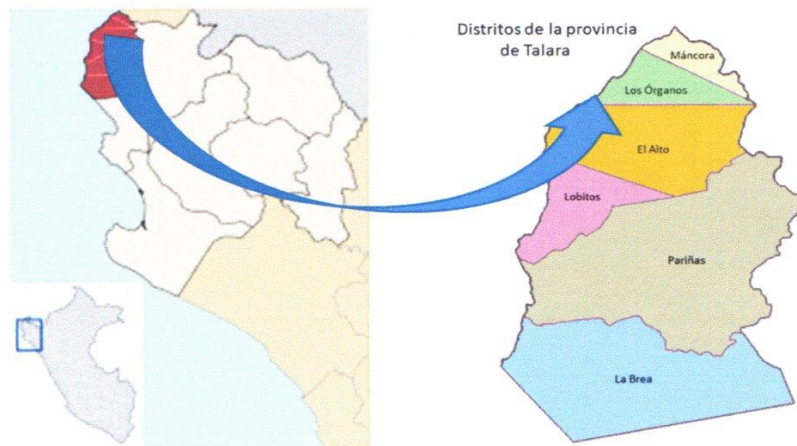 Distritos de la provincia
de Talara
Máncora
Los Órganos
El Alto
Lobitos
Pariñas
La Brea